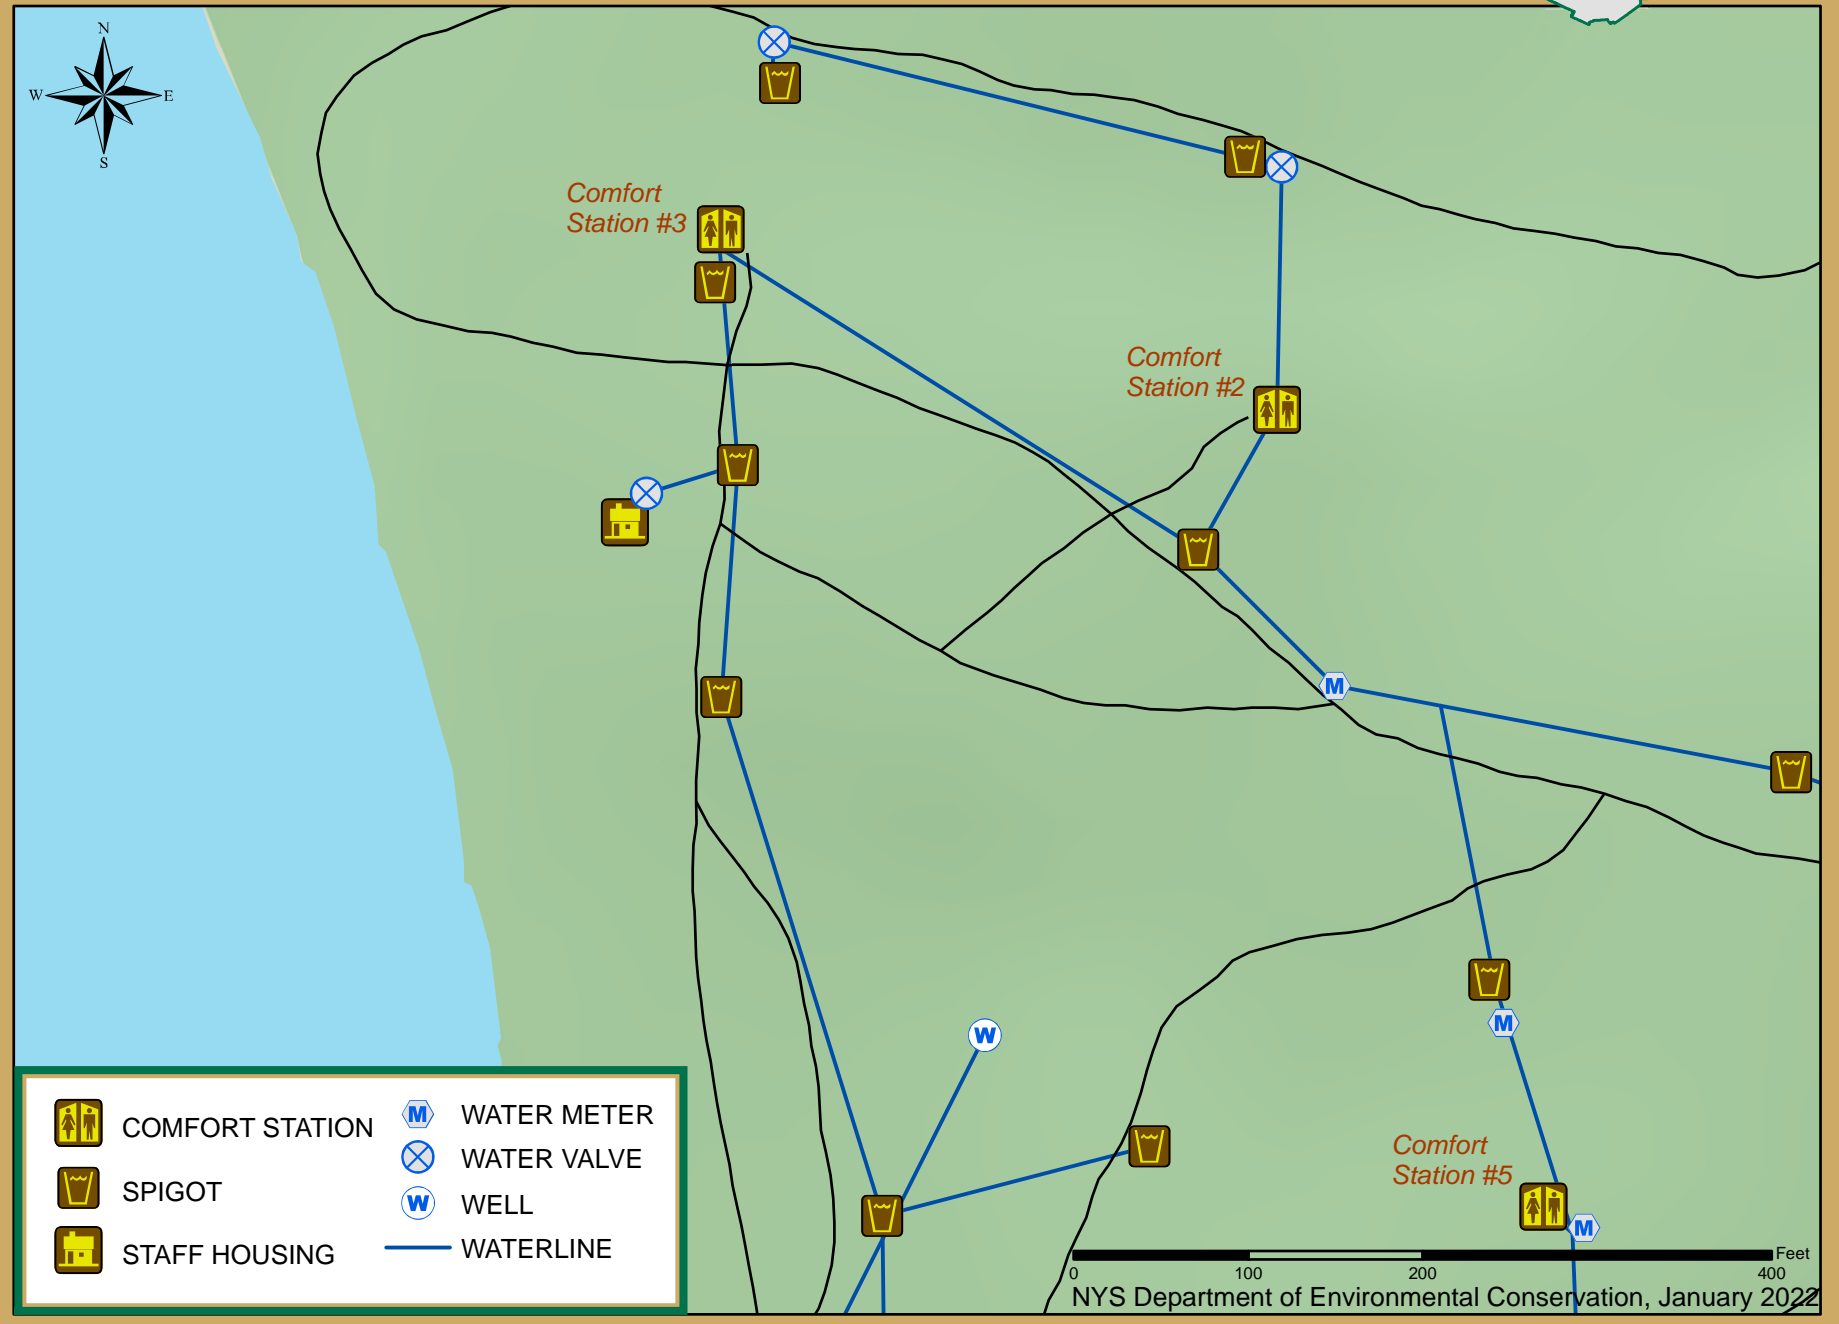 N
W
E
S
Comfort
Station #3
Comfort
Station #2
M
M
W
Comfort
Station #5
M
COMFORT STATION
SPIGOT
STAFF HOUSING
M WATER METER
WATER VALVE
W WELL
WATERLINE
Feet
0 100 200 400
NYS Department of Environmental Conservation, January 2022